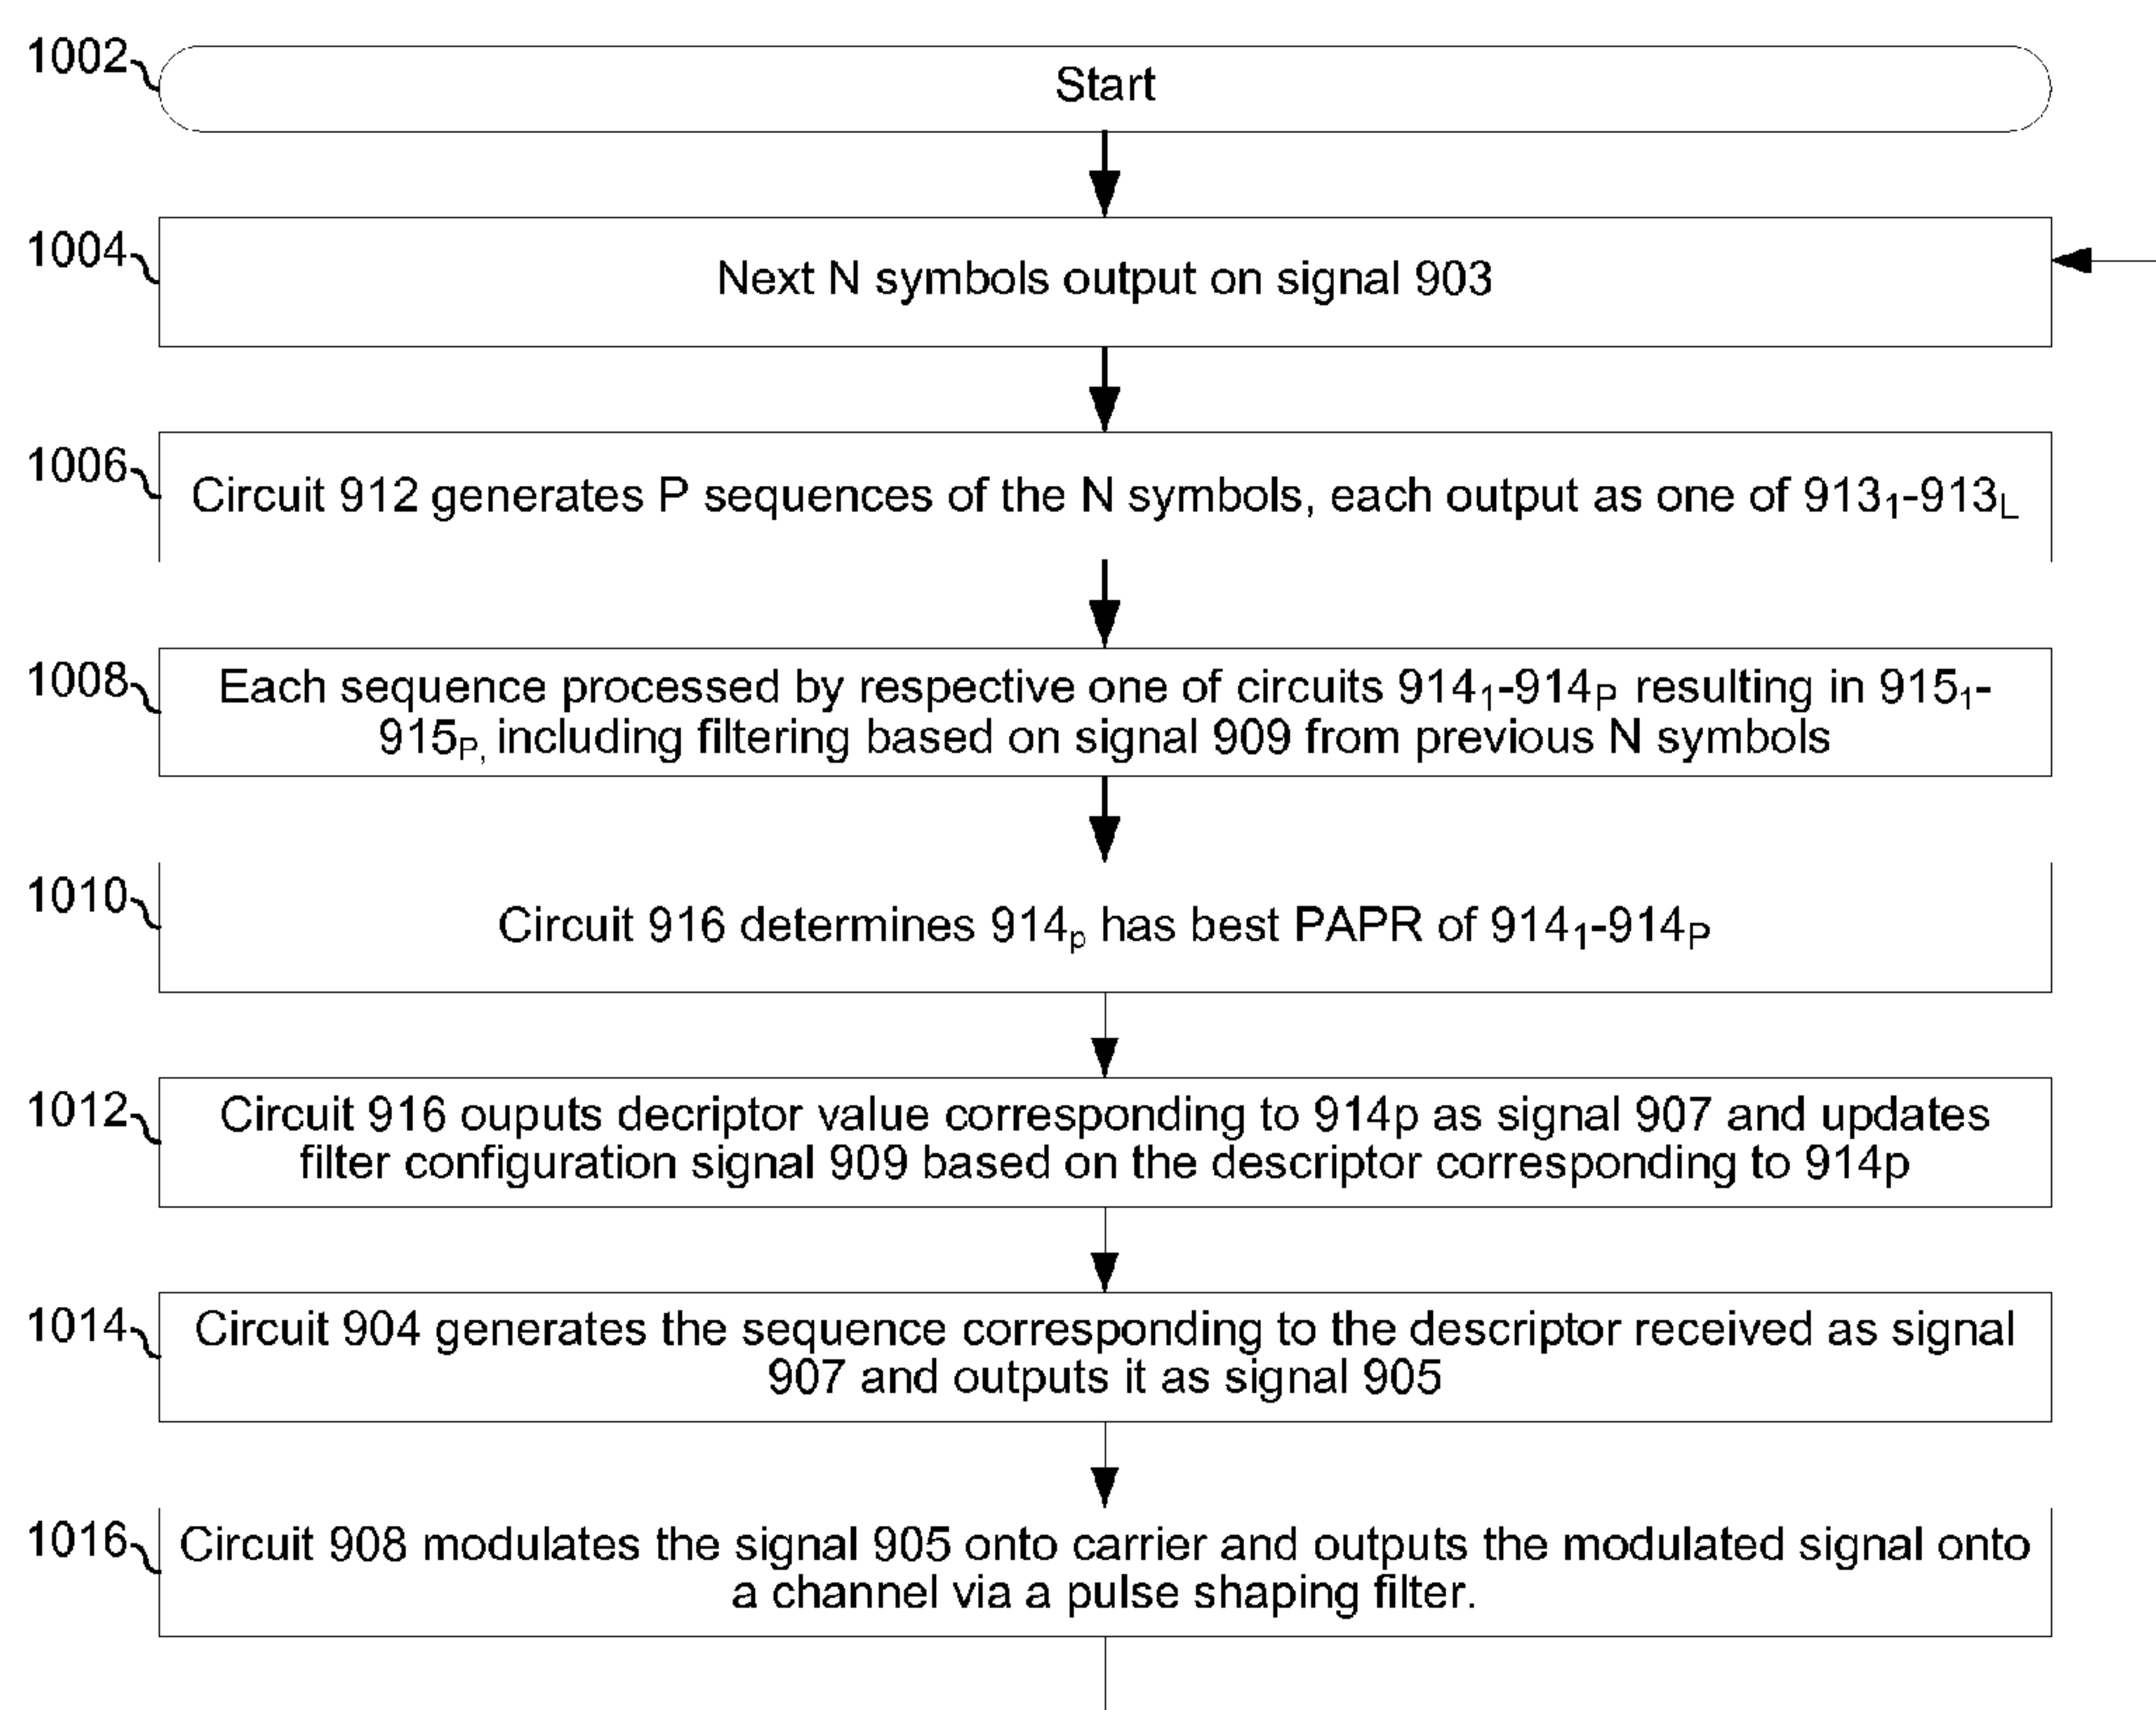 1002
Start
1004
Next N symbols output on signal 903
1006
Circuit 912 generates P sequences of the N symbols, each output as one of 913₁-913L
1008
Each sequence processed by respective one of circuits 914₁-914P resulting in 915₁-
915P, including filtering based on signal 909 from previous N symbols
1010
Circuit 916 determines 914p has best PAPR of 914₁-914P
1012
Circuit 916 ouputs decriptor value corresponding to 914p as signal 907 and updates
filter configuration signal 909 based on the descriptor corresponding to 914p
1014
Circuit 904 generates the sequence corresponding to the descriptor received as signal
907 and outputs it as signal 905
1016
Circuit 908 modulates the signal 905 onto carrier and outputs the modulated signal onto
a channel via a pulse shaping filter.